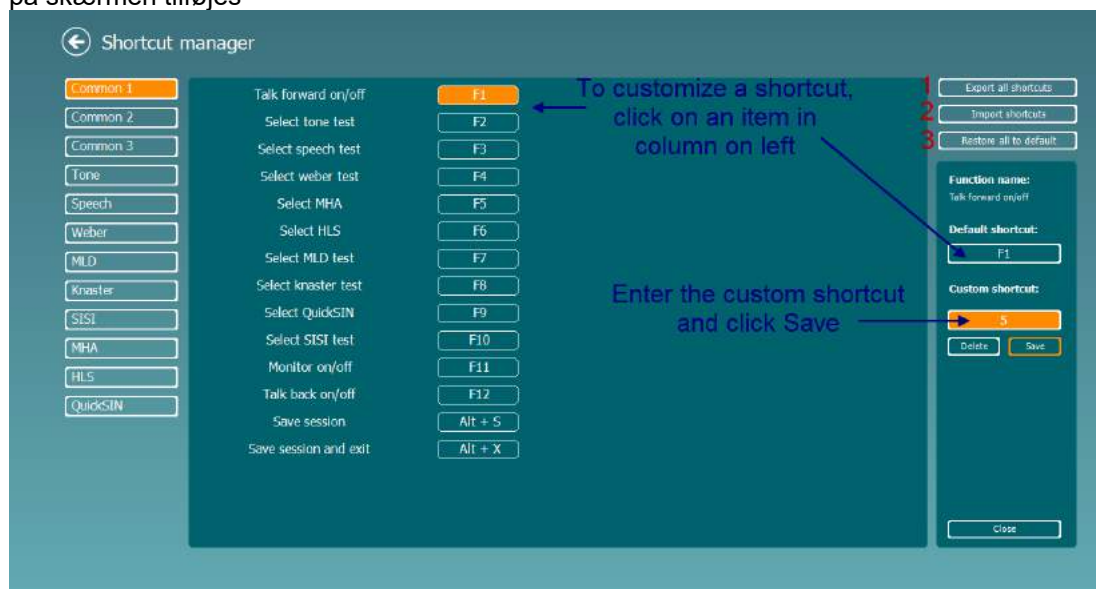 på skærmen tilføjes
Shortcut manager
Common 1
Common 2
Common 3
Tone
Speech
Weber
MLD
Knaster
SISI
MHA
HLS
QuickSIN
Talk forward on/off F1
Select tone test F2
Select speech test F3
Select weber test F4
Select MHA F5
Select HLS F6
Select MLD test F7
Select knaster test F8
Select QuickSIN F9
Select SISI test F10
Monitor on/off F11
Talk back on/off F12
Save session Alt + S
Save session and exit Alt + X
To customize a shortcut,
click on an item in
column on left
Enter the custom shortcut
and click Save
1 Export all shortcuts
2 Import shortcuts
3 Restore all to default
Function name:
Talk forward on/off
Default shortcut:
F1
Custom shortcut:
S
Delete Save
Close